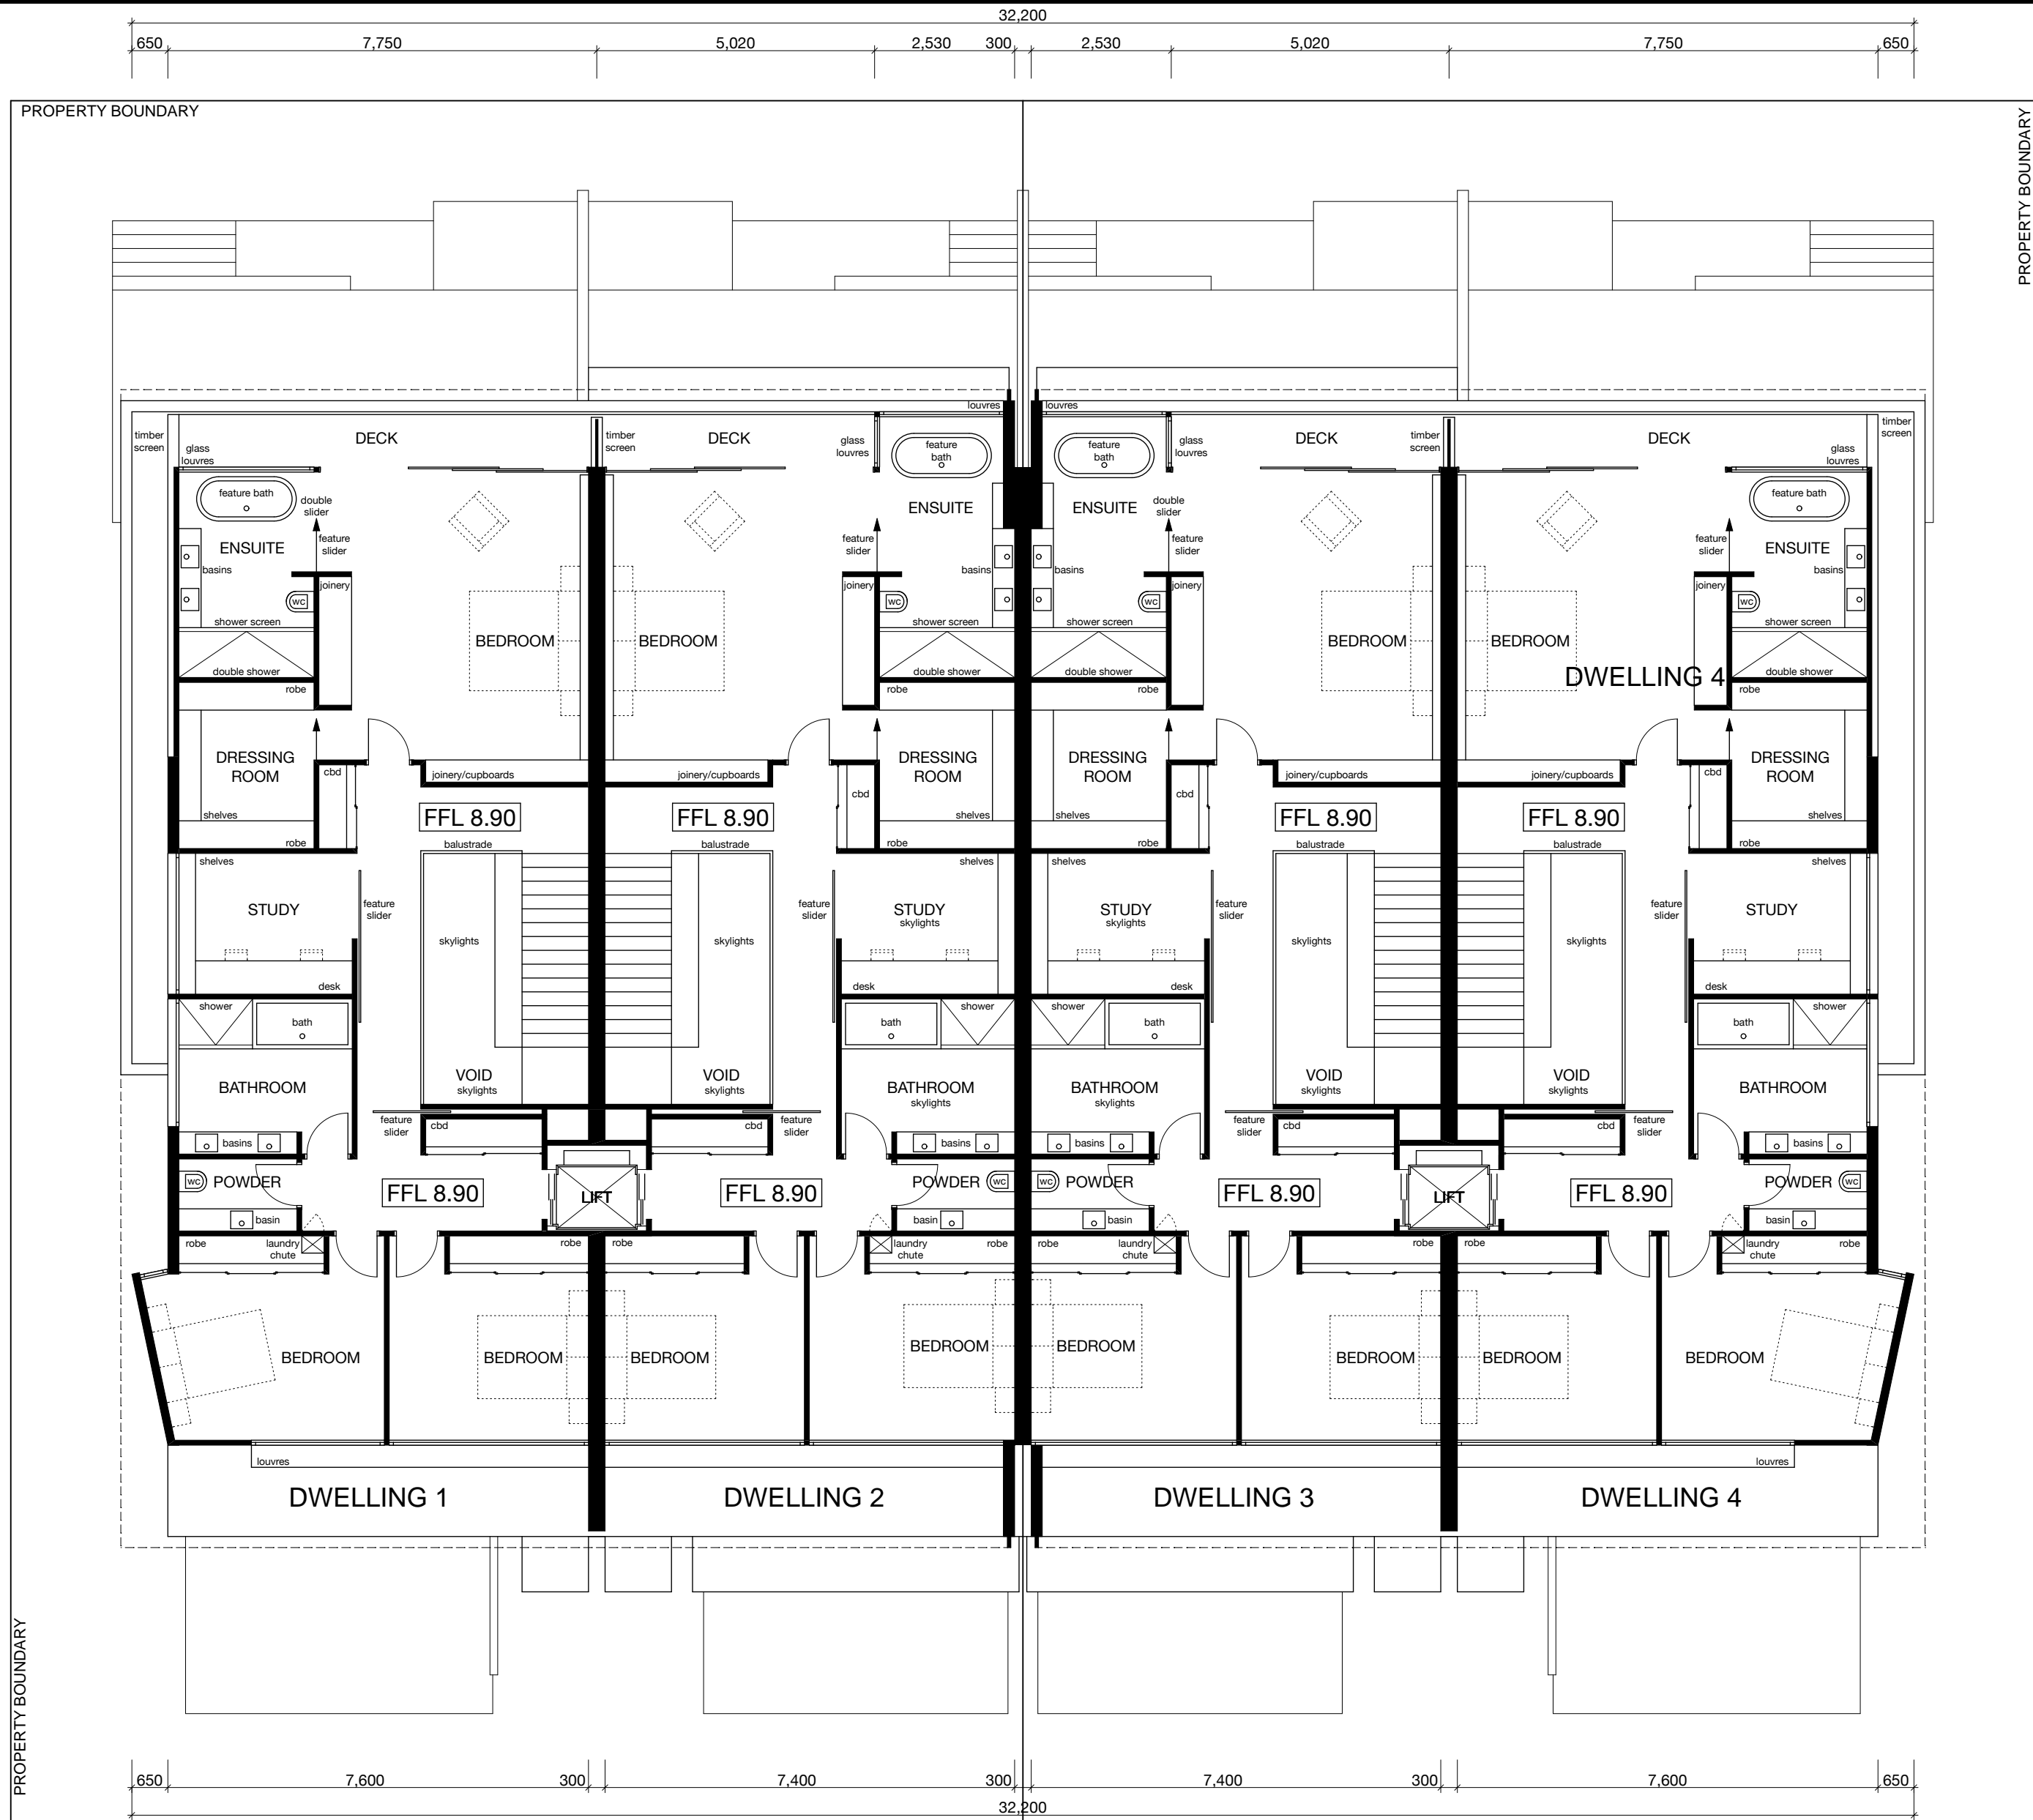 32,200
650 7,750 5,020 2,530 300 2,530 5,020 7,750 650
PROPERTY BOUNDARY
PROPERTY BOUNDARY
louvres louvres
timber
screen
glass
louvres
DECK
timber
screen
DECK
glass
louvres
feature
bath
feature
bath
glass
louvres
DECK
timber
screen
DECK
glass
louvres
timber
screen
feature bath
double
slider
ENSUITE
feature
slider
basins
joinery
wc
shower screen
double shower
BEDROOM
BEDROOM
ENSUITE
feature
slider
basins
joinery
wc
shower screen
double shower
ENSUITE
double
slider
feature
slider
basins
joinery
wc
shower screen
double shower
BEDROOM
BEDROOM
DWELLING 4
feature bath
feature
slider
ENSUITE
basins
joinery
wc
shower screen
double shower
robe robe robe robe
DRESSING
ROOM
cbd
joinery/cupboards
joinery/cupboards
cbd
DRESSING
ROOM
DRESSING
ROOM
cbd
joinery/cupboards
joinery/cupboards
cbd
DRESSING
ROOM
shelves FFL 8.90 FFL 8.90 shelves shelves FFL 8.90 FFL 8.90 shelves
robe balustrade balustrade robe robe balustrade balustrade robe
shelves shelves shelves shelves
STUDY
feature
slider
skylights
skylights
feature
slider
STUDY
skylights
STUDY
skylights
feature
slider
skylights
skylights
feature
slider
STUDY
desk desk desk desk
shower bath bath shower shower bath bath shower
BATHROOM
VOID
skylights
VOID
skylights
BATHROOM
skylights
BATHROOM
skylights
VOID
skylights
VOID
skylights
BATHROOM
basins
feature
slider
cbd
cbd
feature
slider
basins
basins
feature
slider
cbd
cbd
feature
slider
basins
wc POWDER FFL 8.90 LIFT FFL 8.90 POWDER wc wc POWDER FFL 8.90 LIFT FFL 8.90 POWDER wc
basin basin basin basin
robe
laundry
chute
robe
robe
laundry
chute
robe
robe
laundry
chute
robe
robe
laundry
chute
robe
BEDROOM BEDROOM BEDROOM BEDROOM BEDROOM BEDROOM BEDROOM BEDROOM
louvres louvres
DWELLING 1 DWELLING 2 DWELLING 3 DWELLING 4
PROPERTY BOUNDARY
650 7,600 300 7,400 300 7,400 300 7,600 650
32,200